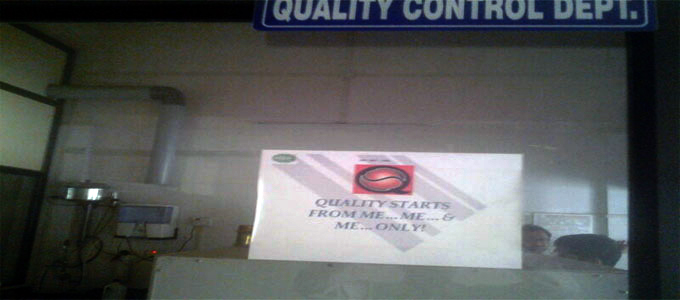 QUALITY CONTROL DEPT.
QUALITY STARTS
FROM ME...ME...&
ME...ONLY!